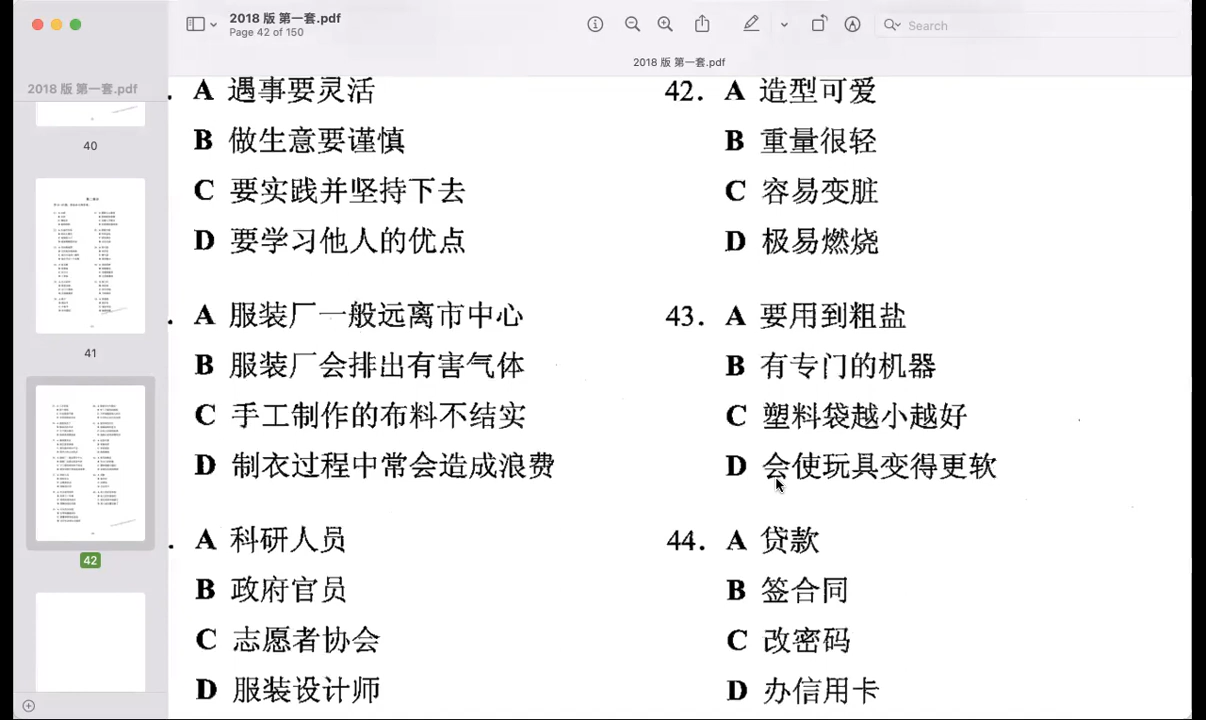 2018 版 第一套.pdf
Page 42 of 150
Search
2018 版 第一套.pdf
2018 版 第一套.pdf
40
41
42
. A 遇事要灵活
B 做生意要谨慎
C 要实践并坚持下去
D 要学习他人的优点
. A 服装厂一般远离市中心
B 服装厂会排出有害气体
C 手工制作的布料不结实
D 制衣过程中常会造成浪费
. A 科研人员
B 政府官员
C 志愿者协会
D 服装设计师
42. A 造型可爱
B 重量很轻
C 容易变脏
D 极易燃烧
43. A 要用到粗盐
B 有专门的机器
C 塑料袋越小越好
D 会使玩具变得更软
44. A 贷款
B 签合同
C 改密码
D 办信用卡